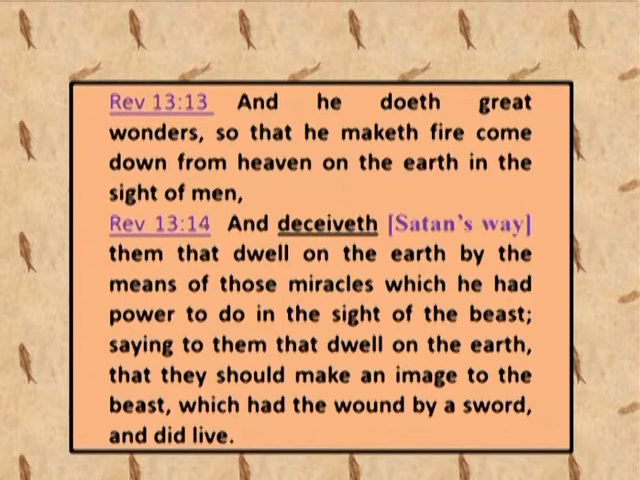 Rev 13:13 And he doeth great
wonders, so that he maketh fire come
down from heaven on the earth in the
sight of men,
Rev 13:14 And deceiveth [Satan's way]
them that dwell on the earth by the
means of those miracles which he had
power to do in the sight of the beast;
saying to them that dwell on the earth,
that they should make an image to the
beast, which had the wound by a sword,
and did live.